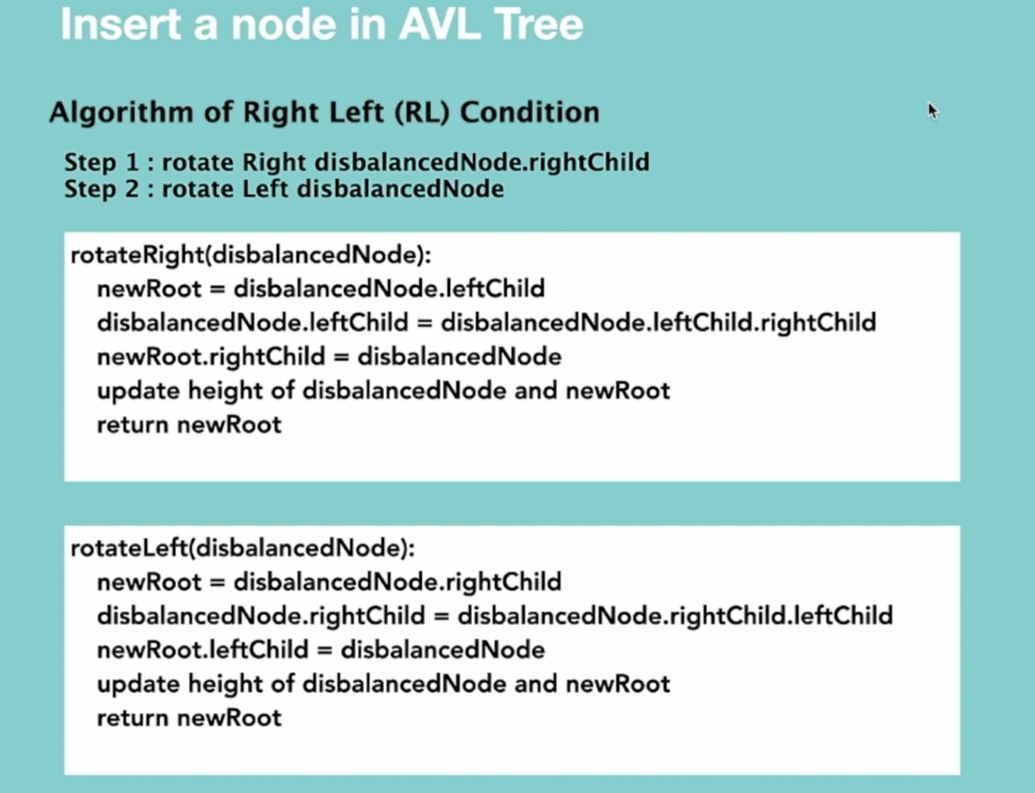 Insert a node in AVL Tree
Algorithm of Right Left (RL) Condition
Step 1 : rotate Right disbalancedNode.rightChild
Step 2 : rotate Left disbalancedNode
rotateRight(disbalancedNode):
newRoot = disbalancedNode.leftChild
disbalancedNode.leftChild = disbalancedNode.leftChild.rightChild
newRoot.rightChild = disbalancedNode
update height of disbalancedNode and newRoot
return newRoot
rotateLeft(disbalancedNode):
newRoot = disbalancedNode.rightChild
disbalancedNode.rightChild = disbalancedNode.rightChild.leftChild
newRoot.leftChild = disbalancedNode
update height of disbalancedNode and newRoot
return newRoot